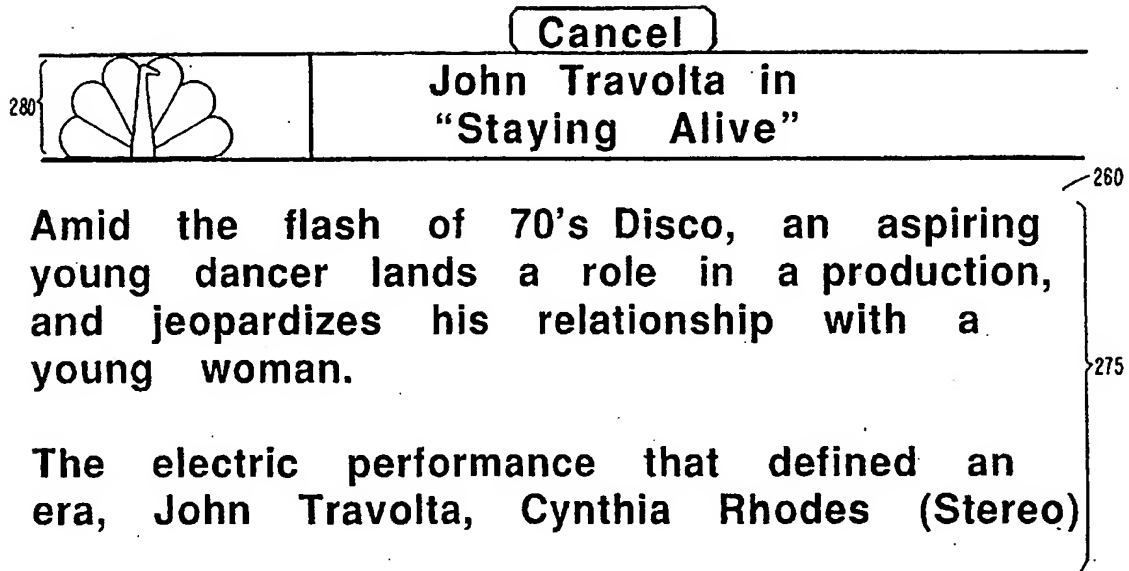 Cancel
280
John Travolta in
“Staying Alive”
260
Amid the flash of 70's Disco, an aspiring
young dancer lands a role in a production,
and jeopardizes his relationship with a
young woman.
275
The electric performance that defined an
era, John Travolta, Cynthia Rhodes (Stereo)